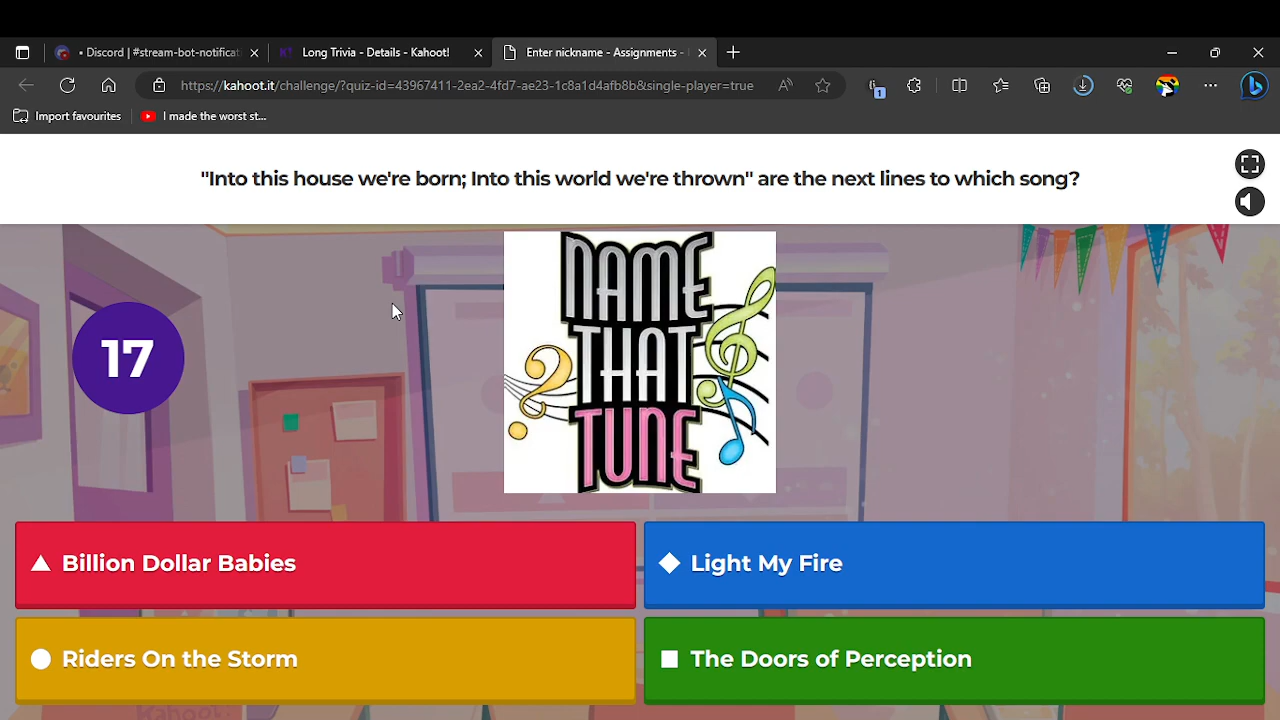 • Discord | #stream-bot-notificat
Long Trivia - Details - Kahoot!
Enter nickname - Assignments -
https://kahoot.it/challenge/?quiz-id=43967411-2ca2-4fd7-ae23-1c8a1d4afb8b&single-player=true
1
Import favourites
I made the worst st...
"Into this house we're born; Into this world we're thrown" are the next lines to which song?
17
NAME
THAT
TUNE
Billion Dollar Babies
Light My Fire
Riders On the Storm
The Doors of Perception
Kahoot!